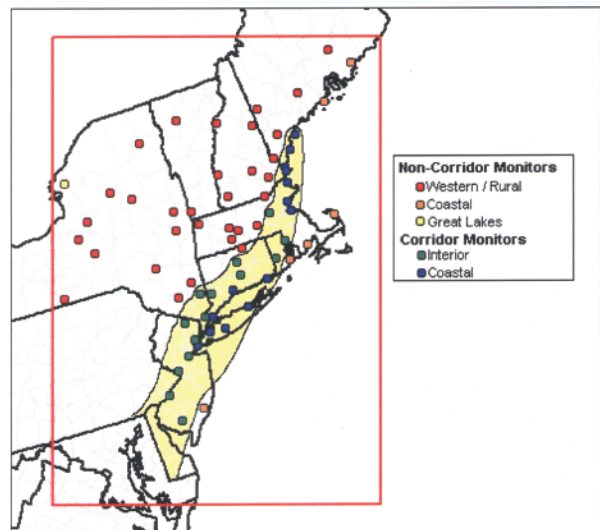 Non-Corridor Monitors
Western / Rural
Coastal
Great Lakes
Corridor Monitors
Interior
Coastal